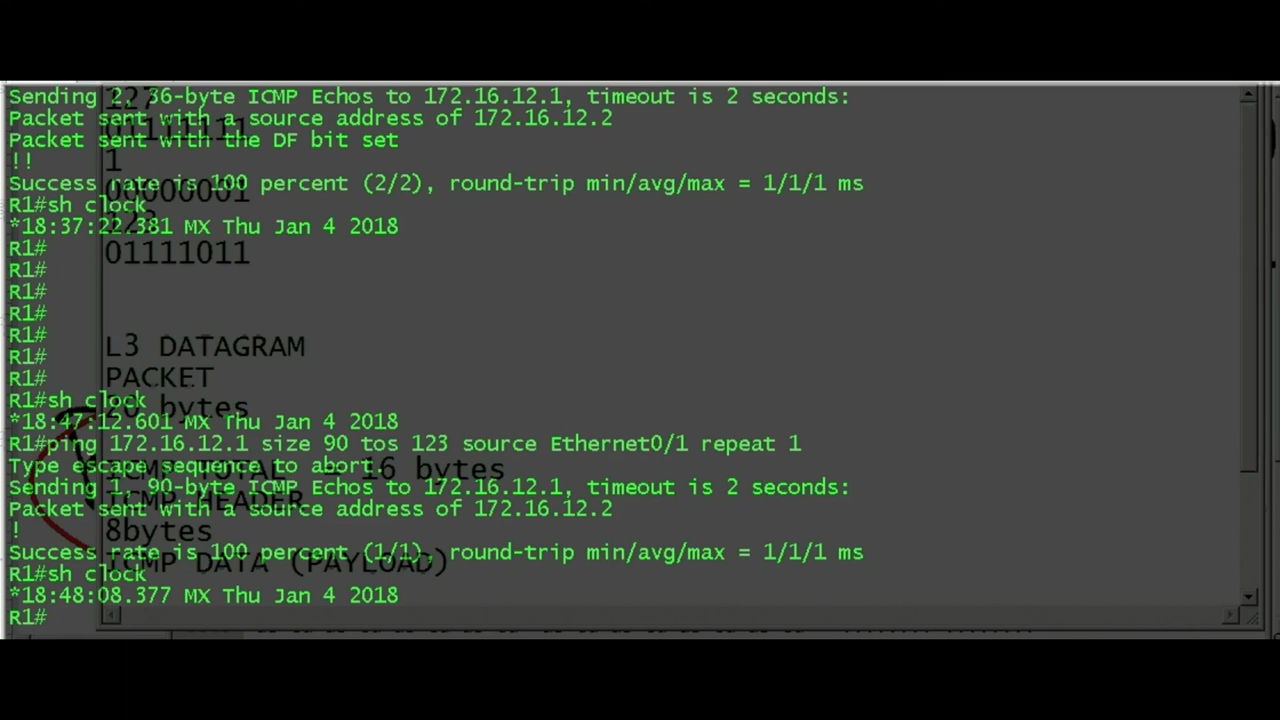 Sending 2, 36-byte ICMP Echos to 172.16.12.1, timeout is 2 seconds:
Packet sent with a source address of 172.16.12.2
Packet sent with the DF bit set
!!
Success rate is 100 percent (2/2), round-trip min/avg/max = 1/1/1 ms
R1#sh clock
*18:37:22.381 MX Thu Jan 4 2018
R1#
R1#
R1#
R1#
R1#
R1#
R1#
R1#sh clock
*18:47:12.601 MX Thu Jan 4 2018
R1#ping 172.16.12.1 size 90 tos 123 source Ethernet0/1 repeat 1
Type escape sequence to abort.
Sending 1, 90-byte ICMP Echos to 172.16.12.1, timeout is 2 seconds:
Packet sent with a source address of 172.16.12.2
!
Success rate is 100 percent (1/1), round-trip min/avg/max = 1/1/1 ms
R1#sh clock
*18:48:08.377 MX Thu Jan 4 2018
R1#
127
01111111
1
00000001
123
01111011
L3 DATAGRAM
PACKET
20 bytes
ICMP TOTAL = 16 bytes
ICMP HEADER
8bytes
ICMP DATA (PAYLOAD)